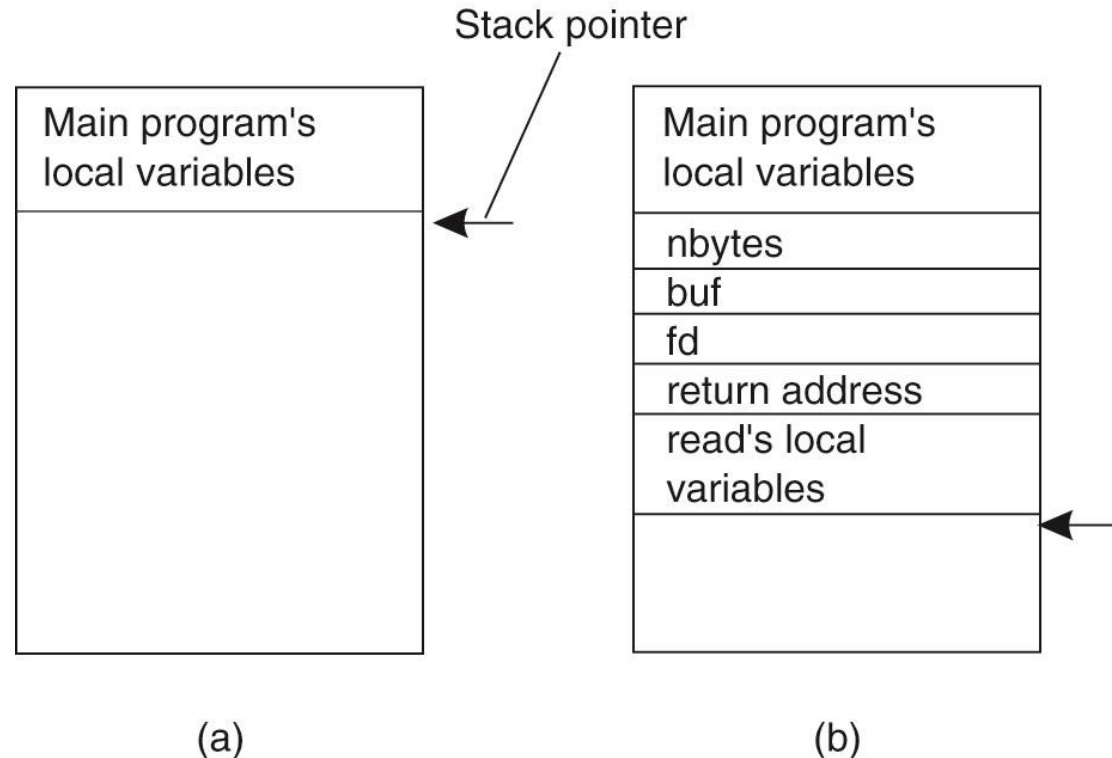 Stack pointer
Main program's
local variables
(a)
Main program's
local variables
nbytes
buf
fd
return address
read's local
variables
(b)